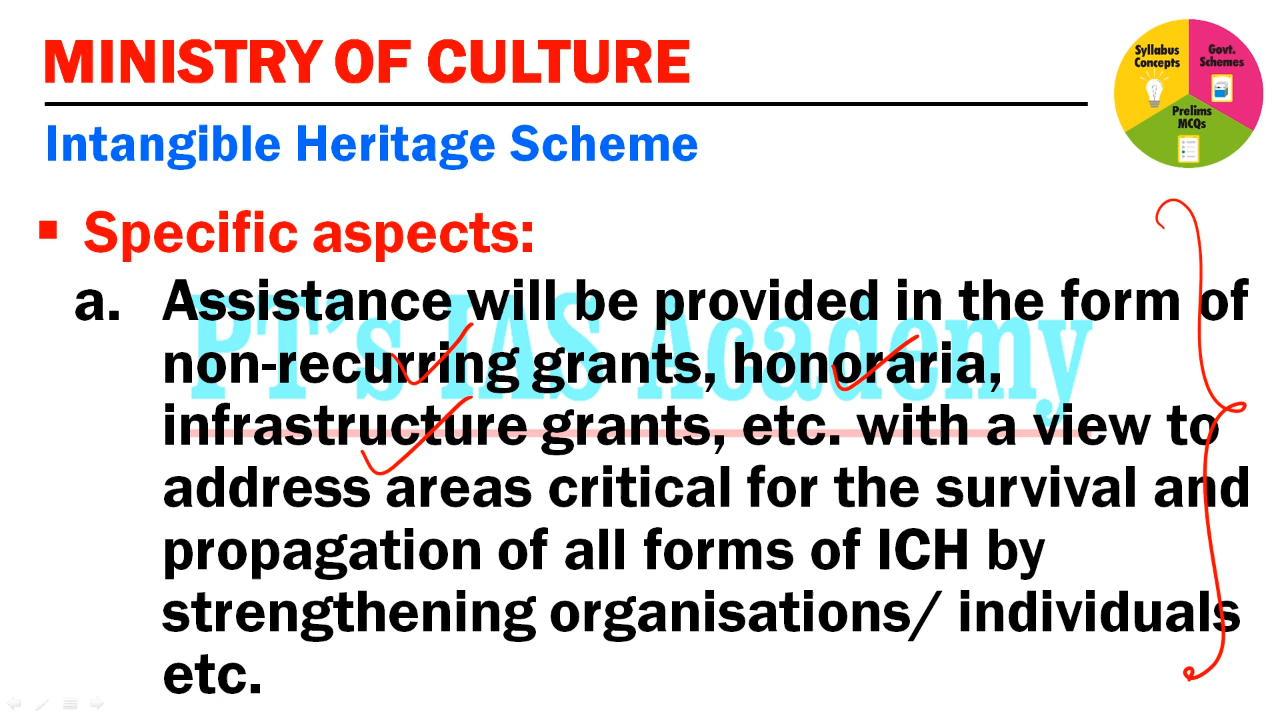 MINISTRY OF CULTURE
Syllabus
Concepts
Govt.
Schemes
Prelims
MCQs
Intangible Heritage Scheme
▪ Specific aspects:
a. Assistance will be provided in the form of
non-recurring grants, honoraria,
infrastructure grants, etc. with a view to
address areas critical for the survival and
propagation of all forms of ICH by
strengthening organisations/ individuals
etc.
PT's IAS Academy